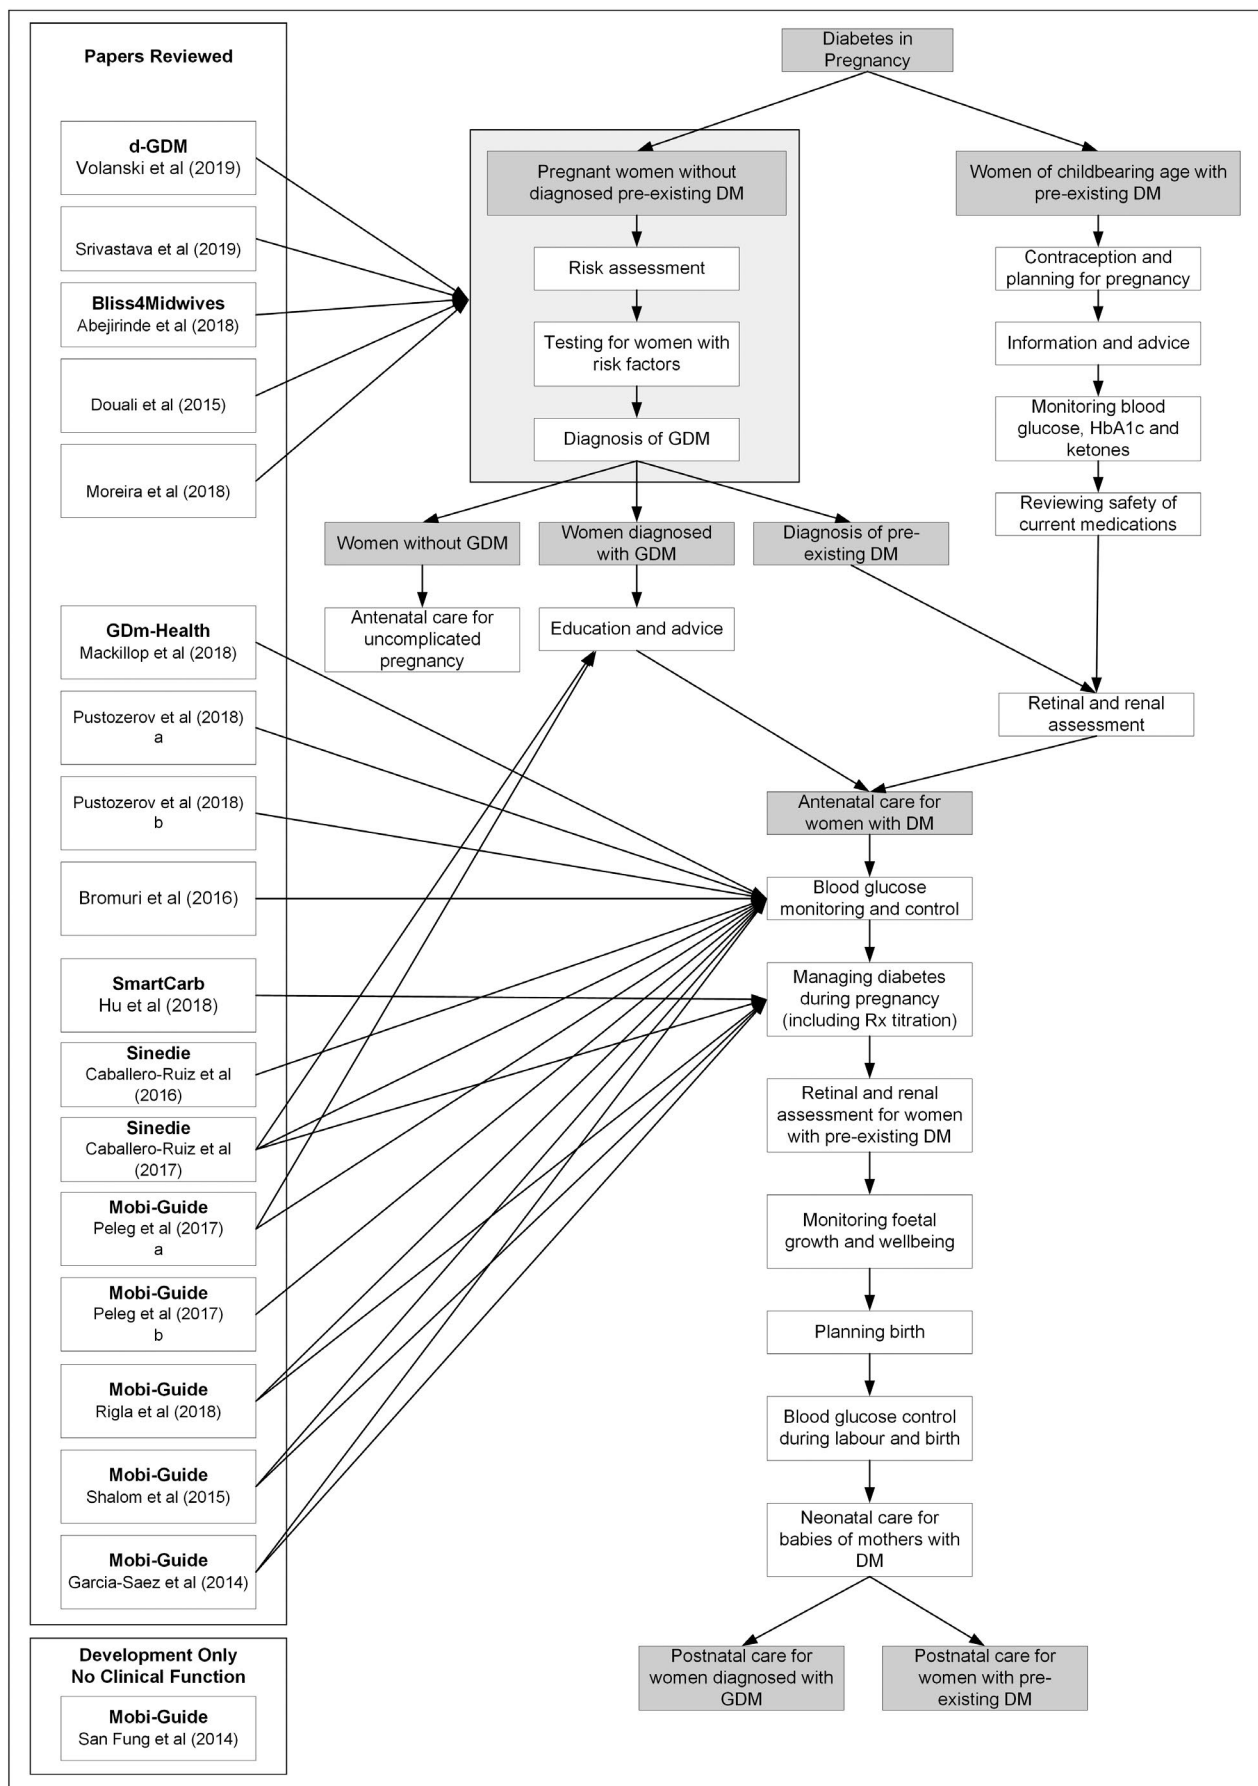 Papers Reviewed
d-GDM
Volanski et al (2019)
Srivastava et al (2019)
Bliss4Midwives
Abejirinde et al (2018)
Douali et al (2015)
Moreira et al (2018)
GDm-Health
Mackillop et al (2018)
Pustozerov et al (2018)
a
Pustozerov et al (2018)
b
Bromuri et al (2016)
SmartCarb
Hu et al (2018)
Sinedie
Caballero-Ruiz et al
(2016)
Sinedie
Caballero-Ruiz et al
(2017)
Mobi-Guide
Peleg et al (2017)
a
Mobi-Guide
Peleg et al (2017)
b
Mobi-Guide
Rigla et al (2018)
Mobi-Guide
Shalom et al (2015)
Mobi-Guide
Garcia-Saez et al (2014)
Development Only
No Clinical Function
Mobi-Guide
San Fung et al (2014)
Diabetes in
Pregnancy
Pregnant women without
diagnosed pre-existing DM
Risk assessment
Testing for women with
risk factors
Diagnosis of GDM
Women of childbearing age with
pre-existing DM
Contraception and
planning for pregnancy
Information and advice
Monitoring blood
glucose, HbA1c and
ketones
Reviewing safety of
current medications
Women without GDM
Antenatal care for
uncomplicated
pregnancy
Women diagnosed
with GDM
Education and advice
Diagnosis of pre-
existing DM
Retinal and renal
assessment
Antenatal care for
women with DM
Blood glucose
monitoring and control
Managing diabetes
during pregnancy
(including Rx titration)
Retinal and renal
assessment for women
with pre-existing DM
Monitoring foetal
growth and wellbeing
Planning birth
Blood glucose control
during labour and birth
Neonatal care for
babies of mothers with
DM
Postnatal care for
women diagnosed with
GDM
Postnatal care for
women with pre-
existing DM